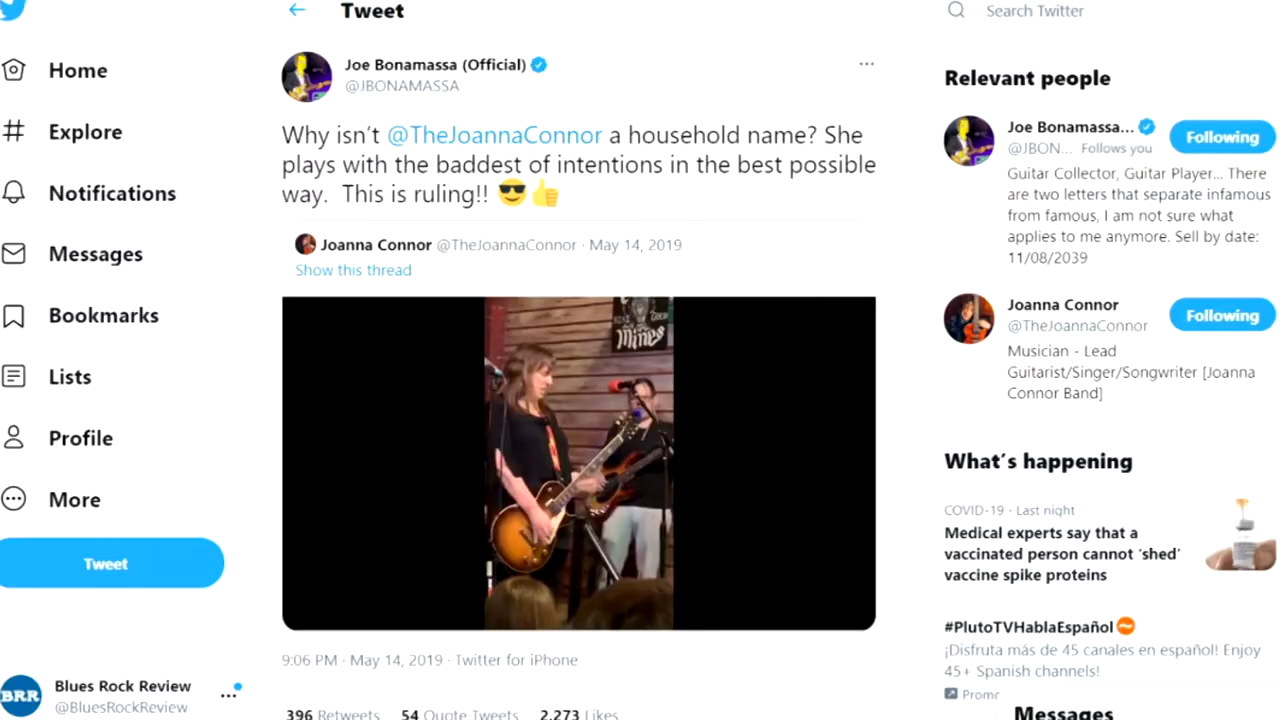 Tweet
Search Twitter
Home
Explore
Notifications
Messages
Bookmarks
Lists
Profile
More
Tweet
BRR
Blues Rock Review
@BluesRockReview
Joe Bonamassa (Official)
@JBONAMASSA
Why isn't @TheJoannaConnor a household name? She
plays with the baddest of intentions in the best possible
way. This is ruling!! 😎👍
Joanna Connor @TheJoannaConnor · May 14, 2019
Show this thread
mines
9:06 PM · May 14, 2019 · Twitter for iPhone
396 Retweets 54 Quote Tweets 2,273 Likes
Relevant people
Joe Bonamassa...
@JBON... Follows you
Following
Guitar Collector, Guitar Player... There
are two letters that separate infamous
from famous, I am not sure what
applies to me anymore. Sell by date:
11/08/2039
Joanna Connor
@TheJoannaConnor
Following
Musician - Lead
Guitarist/Singer/Songwriter [Joanna
Connor Band]
What's happening
COVID-19 · Last night
Medical experts say that a
vaccinated person cannot 'shed'
vaccine spike proteins
#PlutoTVHablaEspañol
¡Disfruta más de 45 canales en español! Enjoy
45+ Spanish channels!
Promr
Messages